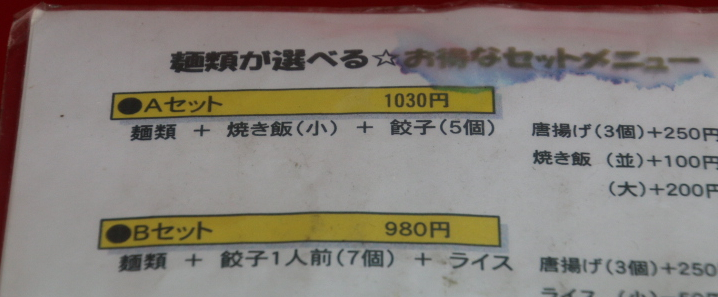 麺類が選べる☆お得なセットメニュー
●Aセット 1030円
麺類 + 焼き飯(小) + 餃子(5個)
唐揚げ(3個)+250円
焼き飯 (並)+100円
(大)+200円
●Bセット 980円
麺類 + 餃子1人前(7個) + ライス
唐揚げ(3個)+250
ライス (小)